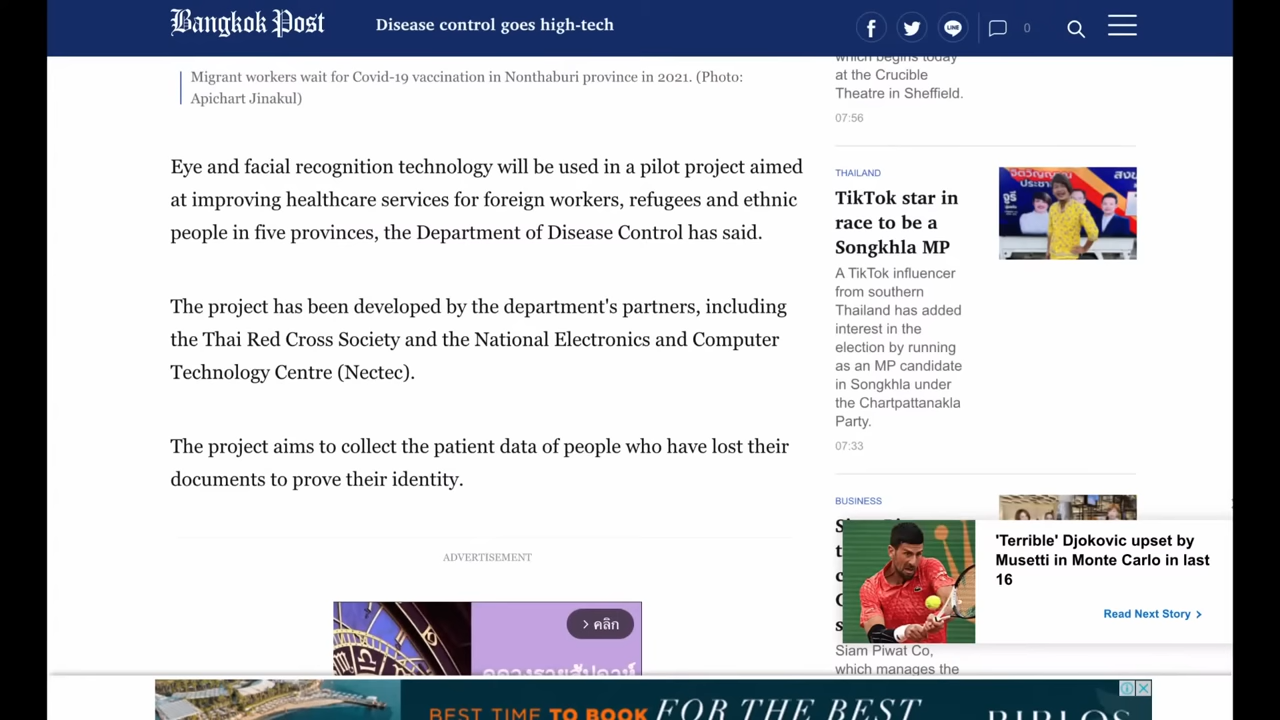 Bangkok Post
Disease control goes high-tech
0
Migrant workers wait for Covid-19 vaccination in Nonthaburi province in 2021. (Photo:
Apichart Jinakul)
Eye and facial recognition technology will be used in a pilot project aimed
at improving healthcare services for foreign workers, refugees and ethnic
people in five provinces, the Department of Disease Control has said.
The project has been developed by the department's partners, including
the Thai Red Cross Society and the National Electronics and Computer
Technology Centre (Nectec).
The project aims to collect the patient data of people who have lost their
documents to prove their identity.
ADVERTISEMENT
คลิก
which begins today
at the Crucible
Theatre in Sheffield.
07:56
THAILAND
TikTok star in
race to be a
Songkhla MP
A TikTok influencer
from southern
Thailand has added
interest in the
election by running
as an MP candidate
in Songkhla under
the Chartpattanakla
Party.
07:33
BUSINESS
'Terrible' Djokovic upset by
Musetti in Monte Carlo in last
16
Read Next Story
Siam Piwat Co,
which manages the
BEST TIME TO BOOK FOR THE BEST